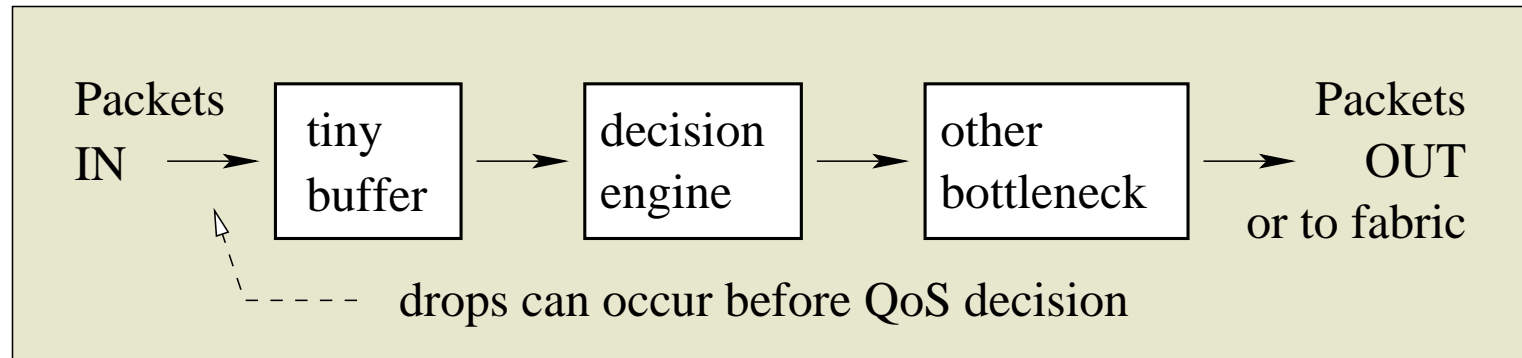 Packets
IN
tiny
buffer
decision
engine
other
bottleneck
Packets
OUT
or to fabric
drops can occur before QoS decision